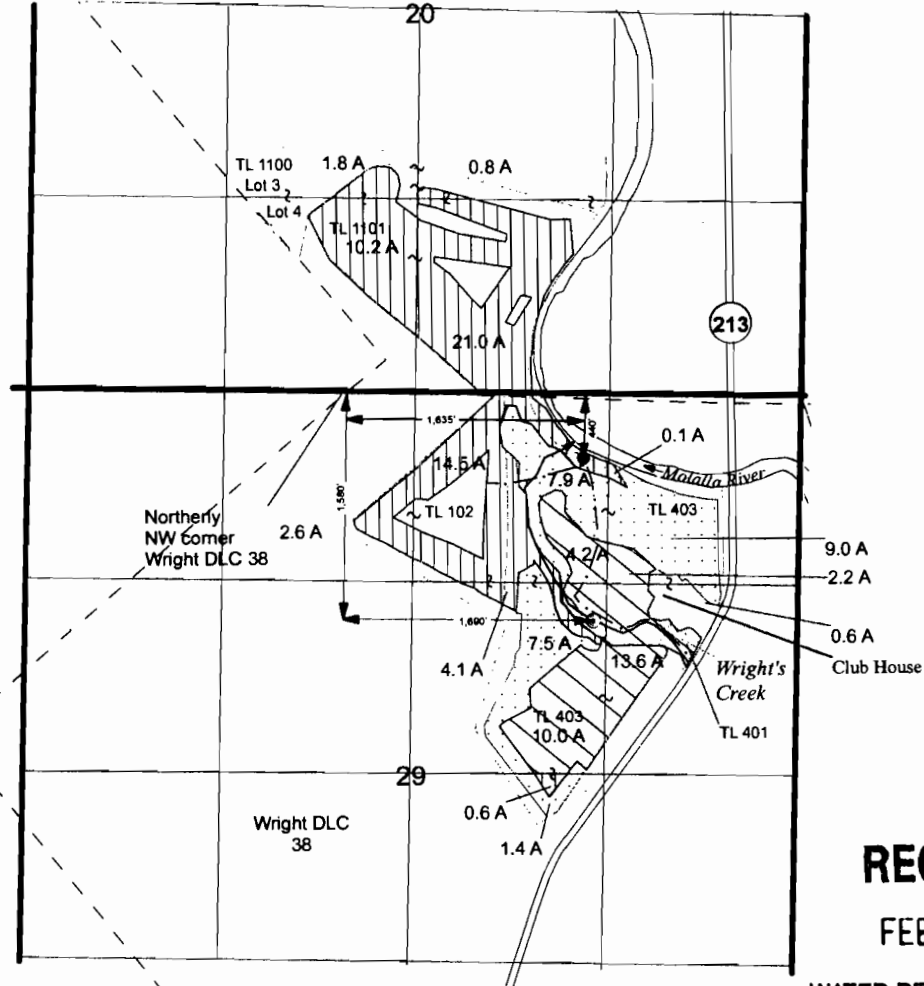 20
TL 1100
Lot 3
1.8 A
0.8 A
Lot 4
TL 1101
10.2 A
213
21.0 A
1,635'
440'
0.1 A
Molalla River
14.5 A
7.9 A
1,580'
TL 102
TL 403
Northerly
NW corner
Wright DLC 38
2.6 A
4.2 A
9.0 A
2.2 A
0.6 A
1,690'
7.5 A
13.6 A
Club House
4.1 A
Wright's
Creek
TL 403
10.0 A
TL 401
29
0.6 A
Wright DLC
38
1.4 A
REC
FEE